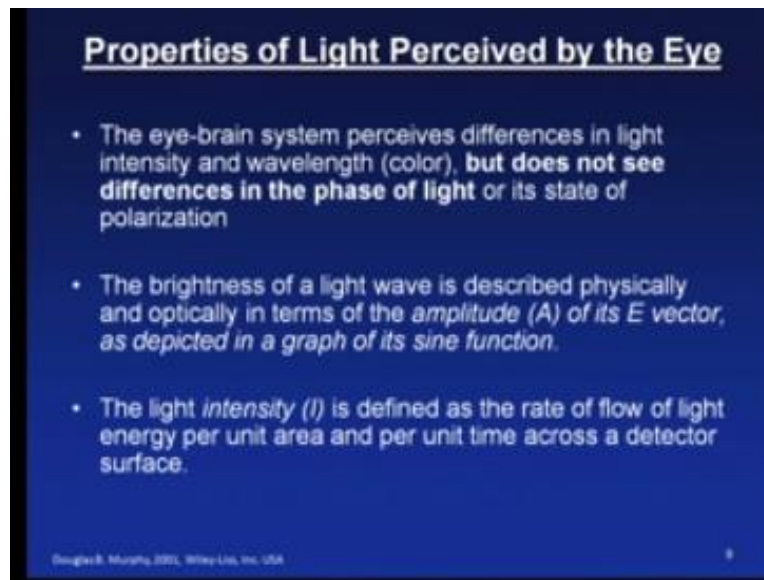 Properties of Light Perceived by the Eye
• The eye-brain system perceives differences in light
intensity and wavelength (color), but does not see
differences in the phase of light or its state of
polarization
• The brightness of a light wave is described physically
and optically in terms of the amplitude (A) of its E vector,
as depicted in a graph of its sine function.
• The light intensity (I) is defined as the rate of flow of light
energy per unit area and per unit time across a detector
surface.
Douglas B. Murphy, 2001, Wiley-Liss, Inc. USA